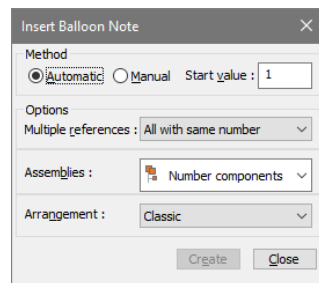 Insert Balloon Note
Method
Automatic Manual Start value : 1
Options
Multiple references : All with same number
Assemblies : Number components
Arrangement : Classic
Create Close